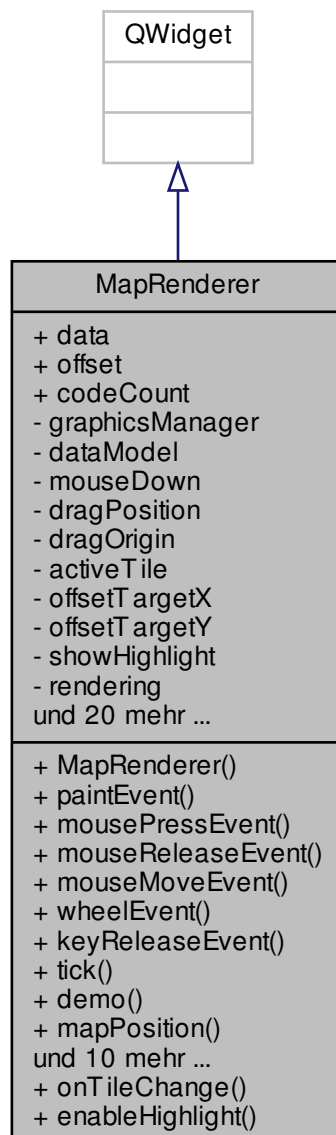 QWidget
MapRenderer
+ data
+ offset
+ codeCount
- graphicsManager
- dataModel
- mouseDown
- dragPosition
- dragOrigin
- activeTile
- offsetTargetX
- offsetTargetY
- showHighlight
- rendering
und 20 mehr ...
+ MapRenderer()
+ paintEvent()
+ mousePressEvent()
+ mouseReleaseEvent()
+ mouseMoveEvent()
+ wheelEvent()
+ keyReleaseEvent()
+ tick()
+ demo()
+ mapPosition()
und 10 mehr ...
+ onTileChange()
+ enableHighlight()